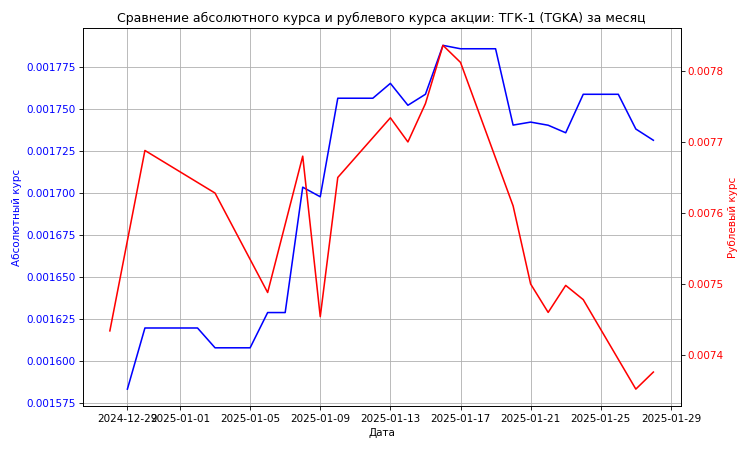 Сравнение абсолютного курса и рублевого курса акции: ТГК-1 (TGKA) за месяц
Абсолютный курс
0.001775
0.001750
0.001725
0.001700
0.001675
0.001650
0.001625
0.001600
0.001575
0.0078
0.0077
0.0076
0.0075
0.0074
Рублевый курс
2024-12-29 2025-01-01 2025-01-05 2025-01-09 2025-01-13 2025-01-17 2025-01-21 2025-01-25 2025-01-29
Дата